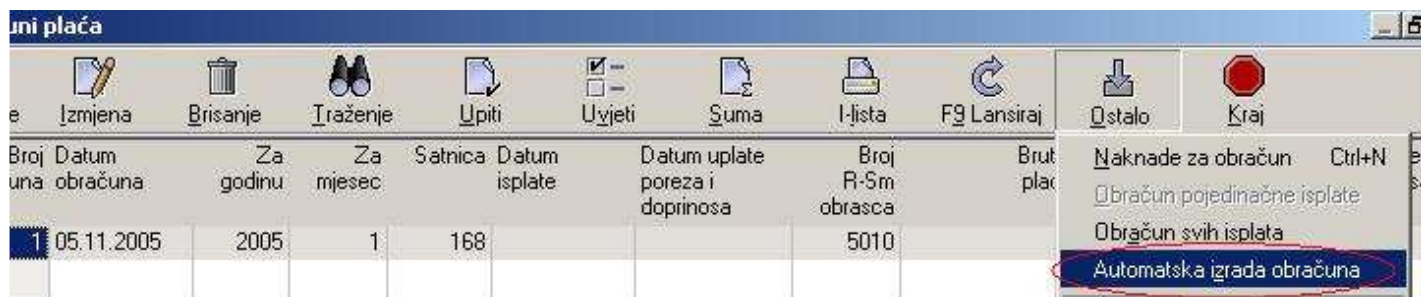 uni plaća
e Izmjena Brisanje Traženje Upiti Uvjeti Suma I-lista F9 Lansiraj Ostalo Kraj
Broj Datum Za Za Satnica Datum Datum uplate Broj Brut
una obračuna godinu mjesec isplate poreza i R-Sm plać
doprinosa obrasca
1 05.11.2005 2005 1 168 5010
Naknade za obračun Ctrl+N
Obračun pojedinačne isplate
Obračun svih isplata
Automatska izrada obračuna